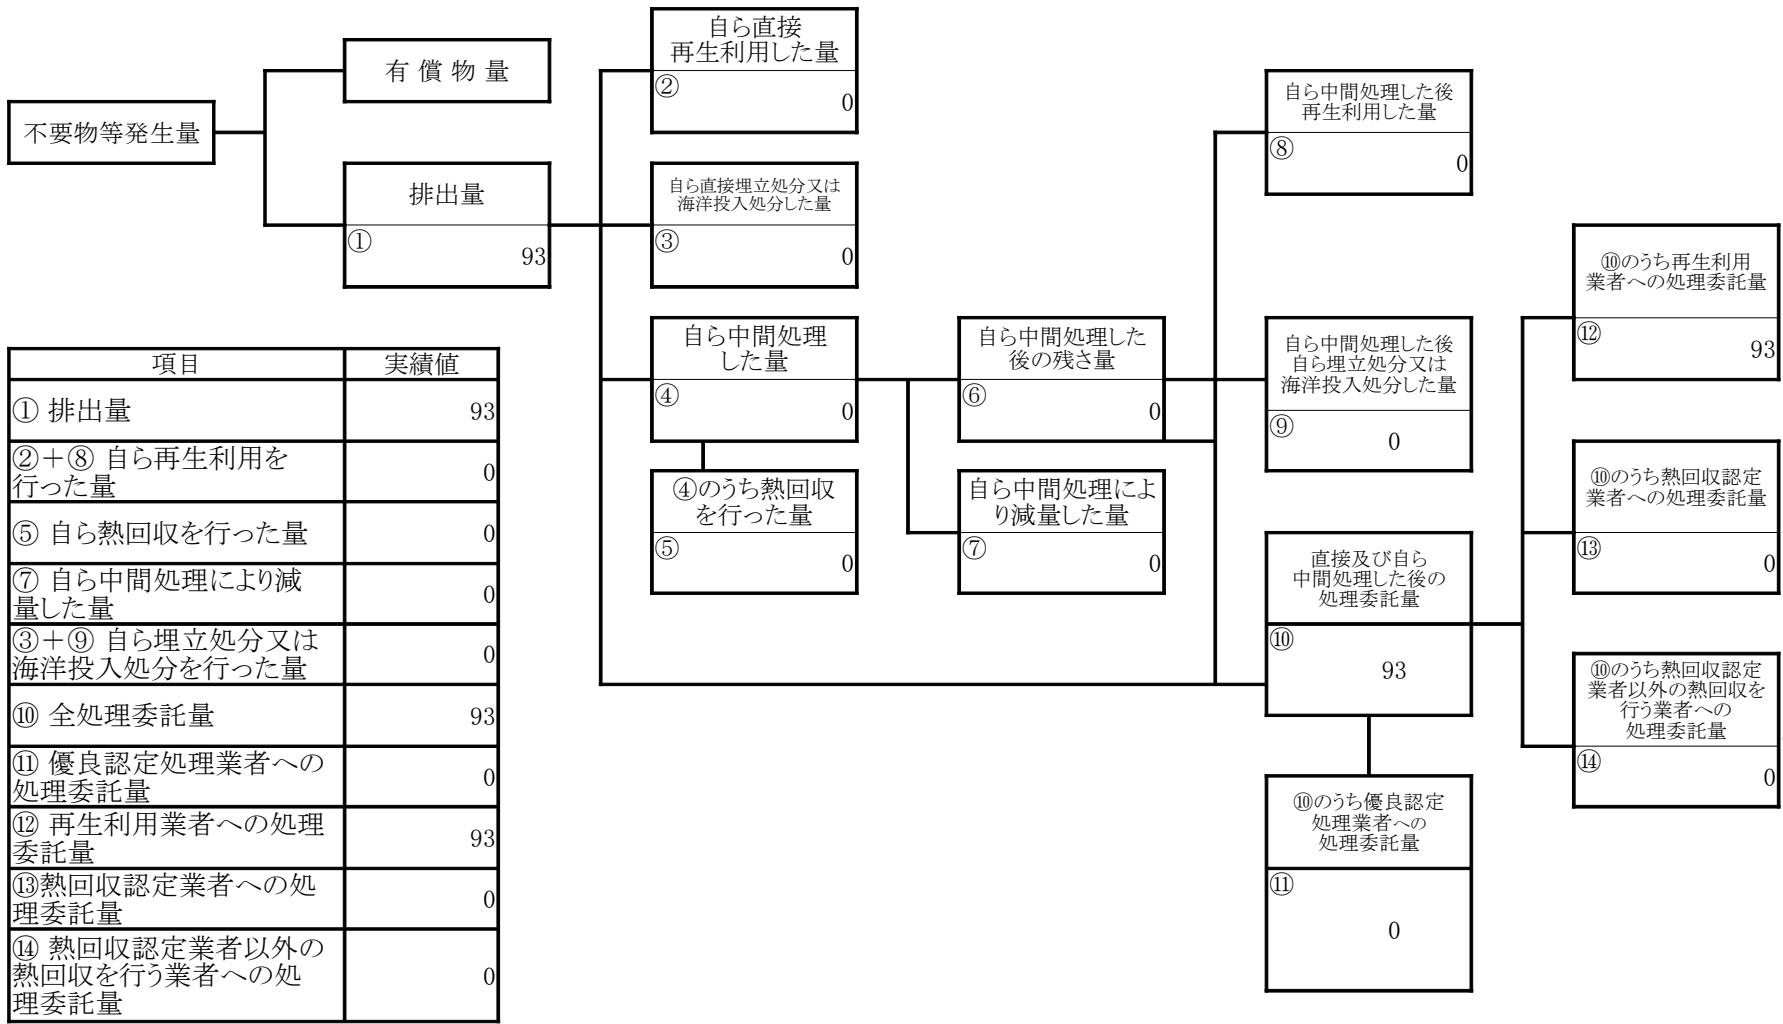 不要物等発生量
有 償 物 量
排出量
①
93
自ら直接
再生利用した量
②
0
自ら直接埋立処分又は
海洋投入処分した量
③
0
自ら中間処理
した量
④
0
④のうち熱回収
を行った量
⑤
0
自ら中間処理した
後の残さ量
⑥
0
自ら中間処理によ
り減量した量
⑦
0
自ら中間処理した後
再生利用した量
⑧
0
自ら中間処理した後
自ら埋立処分又は
海洋投入処分した量
⑨
0
直接及び自ら
中間処理した後の
処理委託量
⑩
93
⑩のうち優良認定
処理業者への
処理委託量
⑪
0
⑩のうち再生利用
業者への処理委託量
⑫
93
⑩のうち熱回収認定
業者への処理委託量
⑬
0
⑩のうち熱回収認定
業者以外の熱回収を
行う業者への
処理委託量
⑭
0
項目 実績値
① 排出量 93
②＋⑧ 自ら再生利用を
行った量 0
⑤ 自ら熱回収を行った量 0
⑦ 自ら中間処理により減
量した量 0
③＋⑨ 自ら埋立処分又は
海洋投入処分を行った量 0
⑩ 全処理委託量 93
⑪ 優良認定処理業者への
処理委託量 0
⑫ 再生利用業者への処理
委託量 93
⑬熱回収認定業者への処
理委託量 0
⑭ 熱回収認定業者以外の
熱回収を行う業者への処
理委託量 0